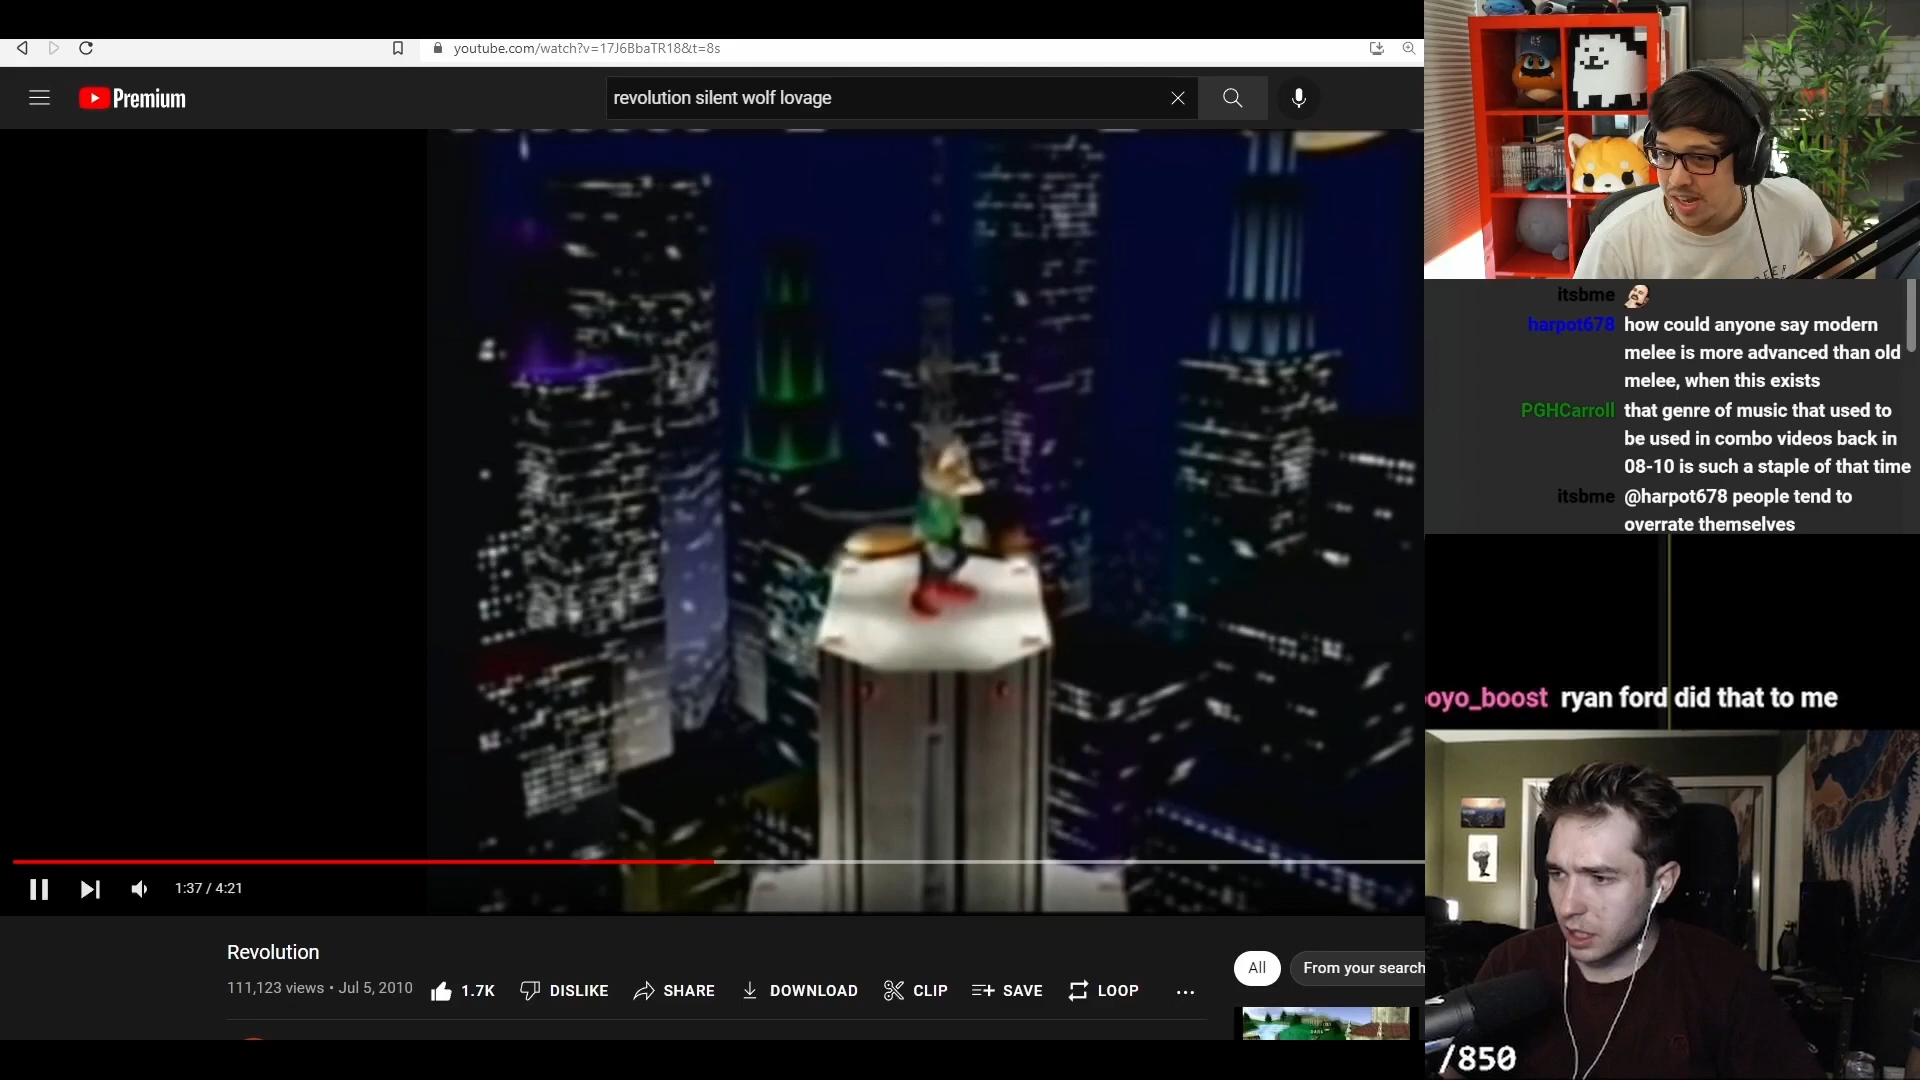 youtube.com/watch?v=17J6BbaTR18&t=8s
Premium
revolution silent wolf lovage
itsbme
harpot678 how could anyone say modern
melee is more advanced than old
melee, when this exists
PGHCarroll that genre of music that used to
be used in combo videos back in
08-10 is such a staple of that time
itsbme @harpot678 people tend to
overrate themselves
oyo_boost ryan ford did that to me
1:37 / 4:21
Revolution
111,123 views • Jul 5, 2010
1.7K
DISLIKE
SHARE
DOWNLOAD
CLIP
SAVE
LOOP
All
From your search
/850